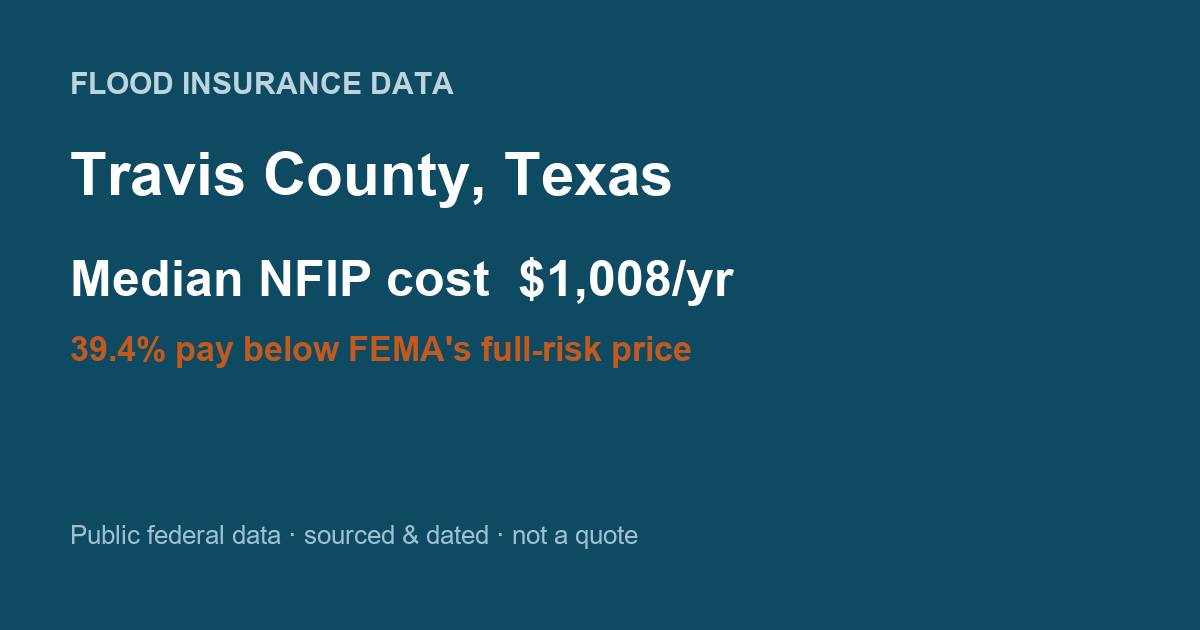 FLOOD INSURANCE DATA
Travis County, Texas
Median NFIP cost  $1,008/yr
39.4% pay below FEMA's full-risk price
Public federal data · sourced & dated · not a quote